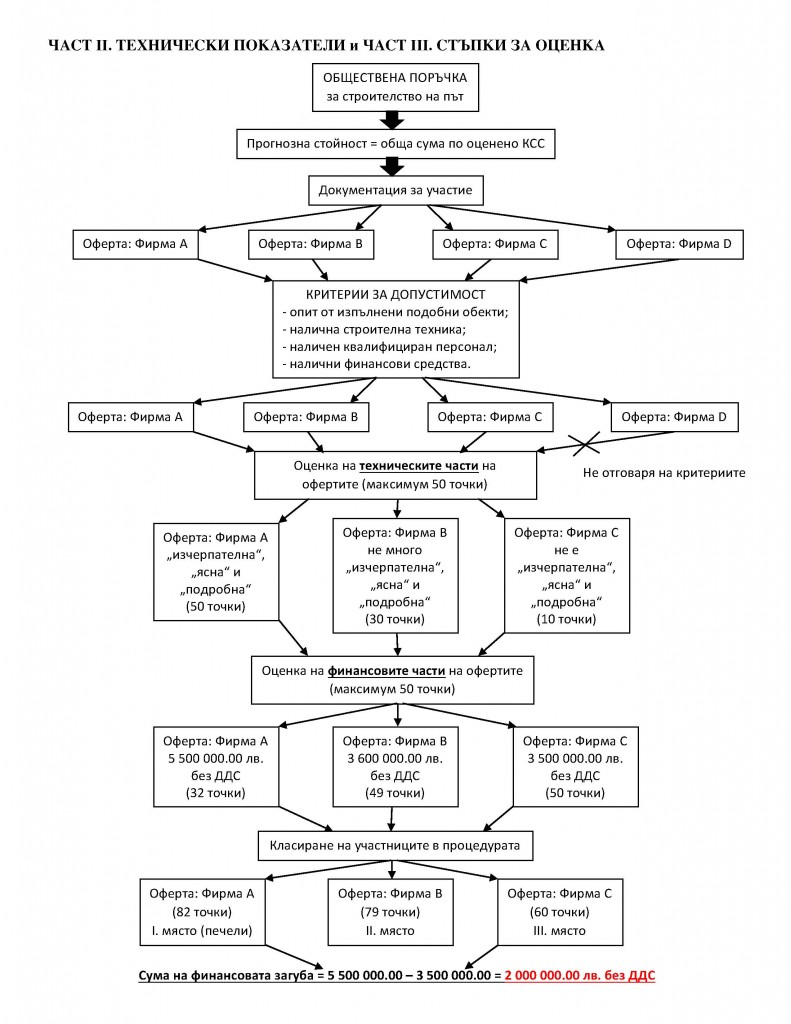 ЧАСТ II. ТЕХНИЧЕСКИ ПОКАЗАТЕЛИ и ЧАСТ III. СТЪПКИ ЗА ОЦЕНКА
ОБЩЕСТВЕНА ПОРЪЧКА
за строителство на път
Прогнозна стойност = обща сума по оценено КСС
Документация за участие
Оферта: Фирма A
Оферта: Фирма B
Оферта: Фирма C
Оферта: Фирма D
КРИТЕРИИ ЗА ДОПУСТИМОСТ
- опит от изпълнени подобни обекти;
- налична строителна техника;
- наличен квалифициран персонал;
- налични финансови средства.
Оферта: Фирма A
Оферта: Фирма B
Оферта: Фирма C
Оферта: Фирма D
Не отговаря на критериите
Оценка на техническите части на
офертите (максимум 50 точки)
Оферта: Фирма A
„изчерпателна“,
„ясна“ и
„подробна“
(50 точки)
Оферта: Фирма B
не много
„изчерпателна“,
„ясна“ и
„подробна“
(30 точки)
Оферта: Фирма C
не е
„изчерпателна“,
„ясна“ и
„подробна“
(10 точки)
Оценка на финансовите части на офертите
(максимум 50 точки)
Оферта: Фирма A
5 500 000.00 лв.
без ДДС
(32 точки)
Оферта: Фирма B
3 600 000.00 лв.
без ДДС
(49 точки)
Оферта: Фирма C
3 500 000.00 лв.
без ДДС
(50 точки)
Класиране на участниците в процедурата
Оферта: Фирма A
(82 точки)
I. място (печели)
Оферта: Фирма B
(79 точки)
II. място
Оферта: Фирма C
(60 точки)
III. място
Сума на финансовата загуба = 5 500 000.00 – 3 500 000.00 = 2 000 000.00 лв. без ДДС